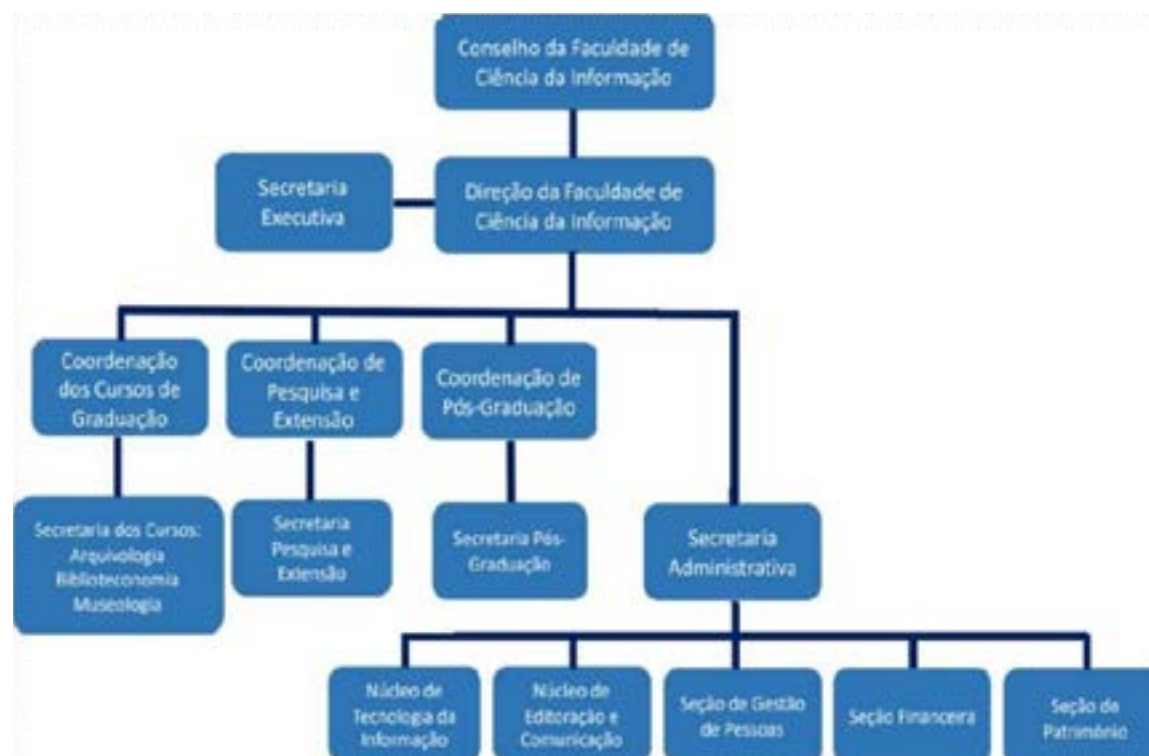 Conselho da Faculdade de
Ciência da Informação
Secretaria
Executiva
Direção da Faculdade de
Ciência da Informação
Coordenação
dos Cursos de
Graduação
Coordenação de
Pesquisa e
Extensão
Coordenação de
Pós-Graduação
Secretaria dos Cursos:
Arquivologia
Biblioteconomia
Museologia
Secretaria
Pesquisa e
Extensão
Secretaria Pós-
Graduação
Secretaria
Administrativa
Núcleo de
Tecnologia da
Informação
Núcleo de
Editoração e
Comunicação
Seção de Gestão
de Pessoas
Seção Financeira
Seção de
Patrimônio